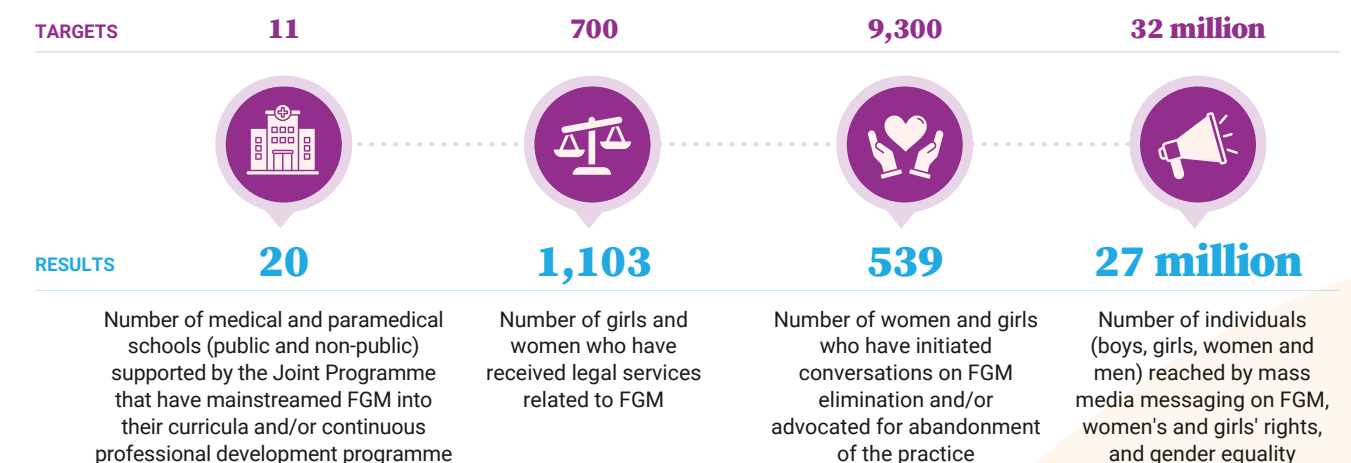 TARGETS 11 700 9,300 32 million
RESULTS 20 1,103 539 27 million
Number of medical and paramedical
schools (public and non-public)
supported by the Joint Programme
that have mainstreamed FGM into
their curricula and/or continuous
professional development programme
Number of girls and
women who have
received legal services
related to FGM
Number of women and girls
who have initiated
conversations on FGM
elimination and/or
advocated for abandonment
of the practice
Number of individuals
(boys, girls, women and
men) reached by mass
media messaging on FGM,
women's and girls' rights,
and gender equality